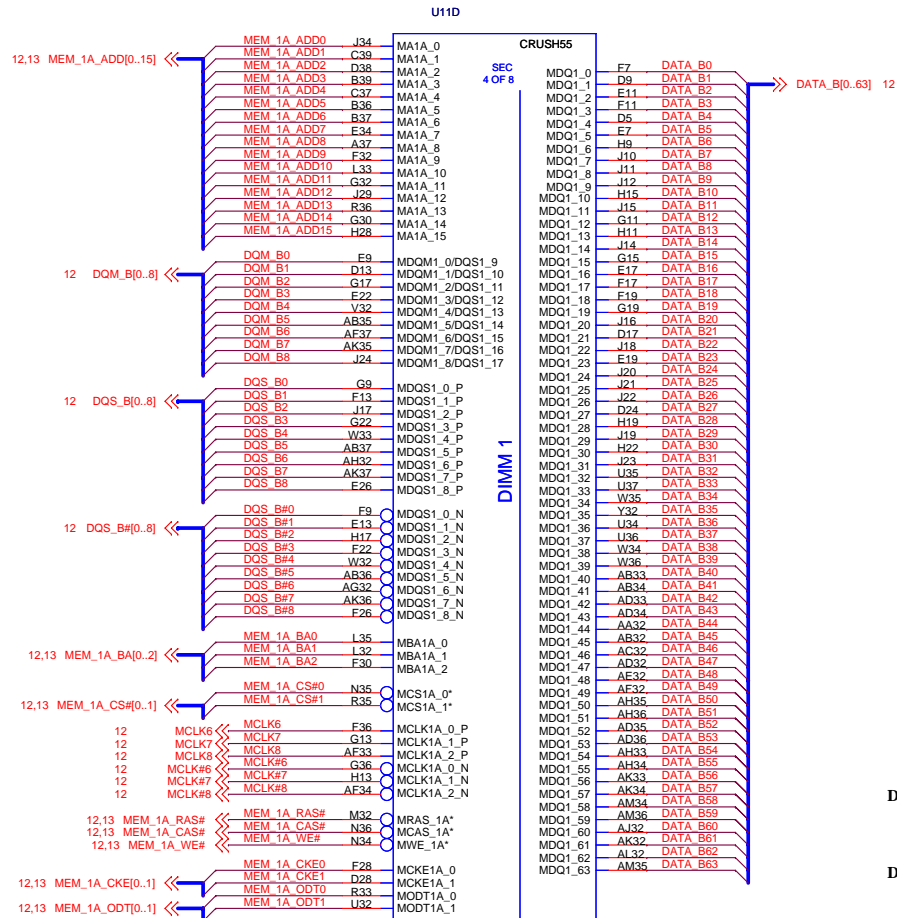 U11D
CRUSH55
SEC
4 OF 8
DIMM 1
12,13 MEM_1A_ADD[0..15]
MEM_1A_ADD0 J34 MA1A_0
MEM_1A_ADD1 C39 MA1A_1
MEM_1A_ADD2 D38 MA1A_2
MEM_1A_ADD3 B39 MA1A_3
MEM_1A_ADD4 C37 MA1A_4
MEM_1A_ADD5 B36 MA1A_5
MEM_1A_ADD6 B37 MA1A_6
MEM_1A_ADD7 E34 MA1A_7
MEM_1A_ADD8 A37 MA1A_8
MEM_1A_ADD9 F32 MA1A_9
MEM_1A_ADD10 L33 MA1A_10
MEM_1A_ADD11 G32 MA1A_11
MEM_1A_ADD12 J29 MA1A_12
MEM_1A_ADD13 R36 MA1A_13
MEM_1A_ADD14 G30 MA1A_14
MEM_1A_ADD15 H28 MA1A_15
12 DQM_B[0..8]
DQM_B0 E9 MDQM1_0/DQS1_9
DQM_B1 D13 MDQM1_1/DQS1_10
DQM_B2 G17 MDQM1_2/DQS1_11
DQM_B3 E22 MDQM1_3/DQS1_12
DQM_B4 V32 MDQM1_4/DQS1_13
DQM_B5 AB35 MDQM1_5/DQS1_14
DQM_B6 AF37 MDQM1_6/DQS1_15
DQM_B7 AK35 MDQM1_7/DQS1_16
DQM_B8 J24 MDQM1_8/DQS1_17
12 DQS_B[0..8]
DQS_B0 G9 MDQS1_0_P
DQS_B1 F13 MDQS1_1_P
DQS_B2 J17 MDQS1_2_P
DQS_B3 G22 MDQS1_3_P
DQS_B4 W33 MDQS1_4_P
DQS_B5 AB37 MDQS1_5_P
DQS_B6 AH32 MDQS1_6_P
DQS_B7 AK37 MDQS1_7_P
DQS_B8 E26 MDQS1_8_P
12 DQS_B#[0..8]
DQS_B#0 F9 MDQS1_0_N
DQS_B#1 E13 MDQS1_1_N
DQS_B#2 H17 MDQS1_2_N
DQS_B#3 F22 MDQS1_3_N
DQS_B#4 W32 MDQS1_4_N
DQS_B#5 AB36 MDQS1_5_N
DQS_B#6 AG32 MDQS1_6_N
DQS_B#7 AK36 MDQS1_7_N
DQS_B#8 F26 MDQS1_8_N
12,13 MEM_1A_BA[0..2]
MEM_1A_BA0 L35 MBA1A_0
MEM_1A_BA1 L32 MBA1A_1
MEM_1A_BA2 F30 MBA1A_2
12,13 MEM_1A_CS#[0..1]
MEM_1A_CS#0 N35 MCS1A_0*
MEM_1A_CS#1 R35 MCS1A_1*
12 MCLK6 MCLK6 F36 MCLK1A_0_P
12 MCLK7 MCLK7 G13 MCLK1A_1_P
12 MCLK8 MCLK8 AF33 MCLK1A_2_P
12 MCLK#6 MCLK#6 G36 MCLK1A_0_N
12 MCLK#7 MCLK#7 H13 MCLK1A_1_N
12 MCLK#8 MCLK#8 AF34 MCLK1A_2_N
12,13 MEM_1A_RAS# MEM_1A_RAS# M32 MRAS_1A*
12,13 MEM_1A_CAS# MEM_1A_CAS# N36 MCAS_1A*
12,13 MEM_1A_WE# MEM_1A_WE# N34 MWE_1A*
12,13 MEM_1A_CKE[0..1]
MEM_1A_CKE0 F28 MCKE1A_0
MEM_1A_CKE1 D28 MCKE1A_1
12,13 MEM_1A_ODT[0..1]
MEM_1A_ODT0 R33 MODT1A_0
MEM_1A_ODT1 U32 MODT1A_1
MDQ1_0 F7 DATA_B0
MDQ1_1 D9 DATA_B1
MDQ1_2 E11 DATA_B2
MDQ1_3 F11 DATA_B3
MDQ1_4 D5 DATA_B4
MDQ1_5 E7 DATA_B5
MDQ1_6 H9 DATA_B6
MDQ1_7 J10 DATA_B7
MDQ1_8 J11 DATA_B8
MDQ1_9 J12 DATA_B9
MDQ1_10 H15 DATA_B10
MDQ1_11 J15 DATA_B11
MDQ1_12 G11 DATA_B12
MDQ1_13 H11 DATA_B13
MDQ1_14 J14 DATA_B14
MDQ1_15 G15 DATA_B15
MDQ1_16 E17 DATA_B16
MDQ1_17 F17 DATA_B17
MDQ1_18 F19 DATA_B18
MDQ1_19 G19 DATA_B19
MDQ1_20 J16 DATA_B20
MDQ1_21 D17 DATA_B21
MDQ1_22 J18 DATA_B22
MDQ1_23 E19 DATA_B23
MDQ1_24 J20 DATA_B24
MDQ1_25 J21 DATA_B25
MDQ1_26 J22 DATA_B26
MDQ1_27 D24 DATA_B27
MDQ1_28 H19 DATA_B28
MDQ1_29 J19 DATA_B29
MDQ1_30 H22 DATA_B30
MDQ1_31 J23 DATA_B31
MDQ1_32 U35 DATA_B32
MDQ1_33 U37 DATA_B33
MDQ1_34 W35 DATA_B34
MDQ1_35 Y32 DATA_B35
MDQ1_36 U34 DATA_B36
MDQ1_37 U36 DATA_B37
MDQ1_38 W34 DATA_B38
MDQ1_39 W36 DATA_B39
MDQ1_40 AB33 DATA_B40
MDQ1_41 AB34 DATA_B41
MDQ1_42 AD33 DATA_B42
MDQ1_43 AD34 DATA_B43
MDQ1_44 AA32 DATA_B44
MDQ1_45 AB32 DATA_B45
MDQ1_46 AC32 DATA_B46
MDQ1_47 AD32 DATA_B47
MDQ1_48 AE32 DATA_B48
MDQ1_49 AF32 DATA_B49
MDQ1_50 AH35 DATA_B50
MDQ1_51 AH36 DATA_B51
MDQ1_52 AD35 DATA_B52
MDQ1_53 AD36 DATA_B53
MDQ1_54 AH33 DATA_B54
MDQ1_55 AH34 DATA_B55
MDQ1_56 AK33 DATA_B56
MDQ1_57 AK34 DATA_B57
MDQ1_58 AM34 DATA_B58
MDQ1_59 AM36 DATA_B59
MDQ1_60 AJ32 DATA_B60
MDQ1_61 AK32 DATA_B61
MDQ1_62 AL32 DATA_B62
MDQ1_63 AM35 DATA_B63
DATA_B[0..63] 12
D
D